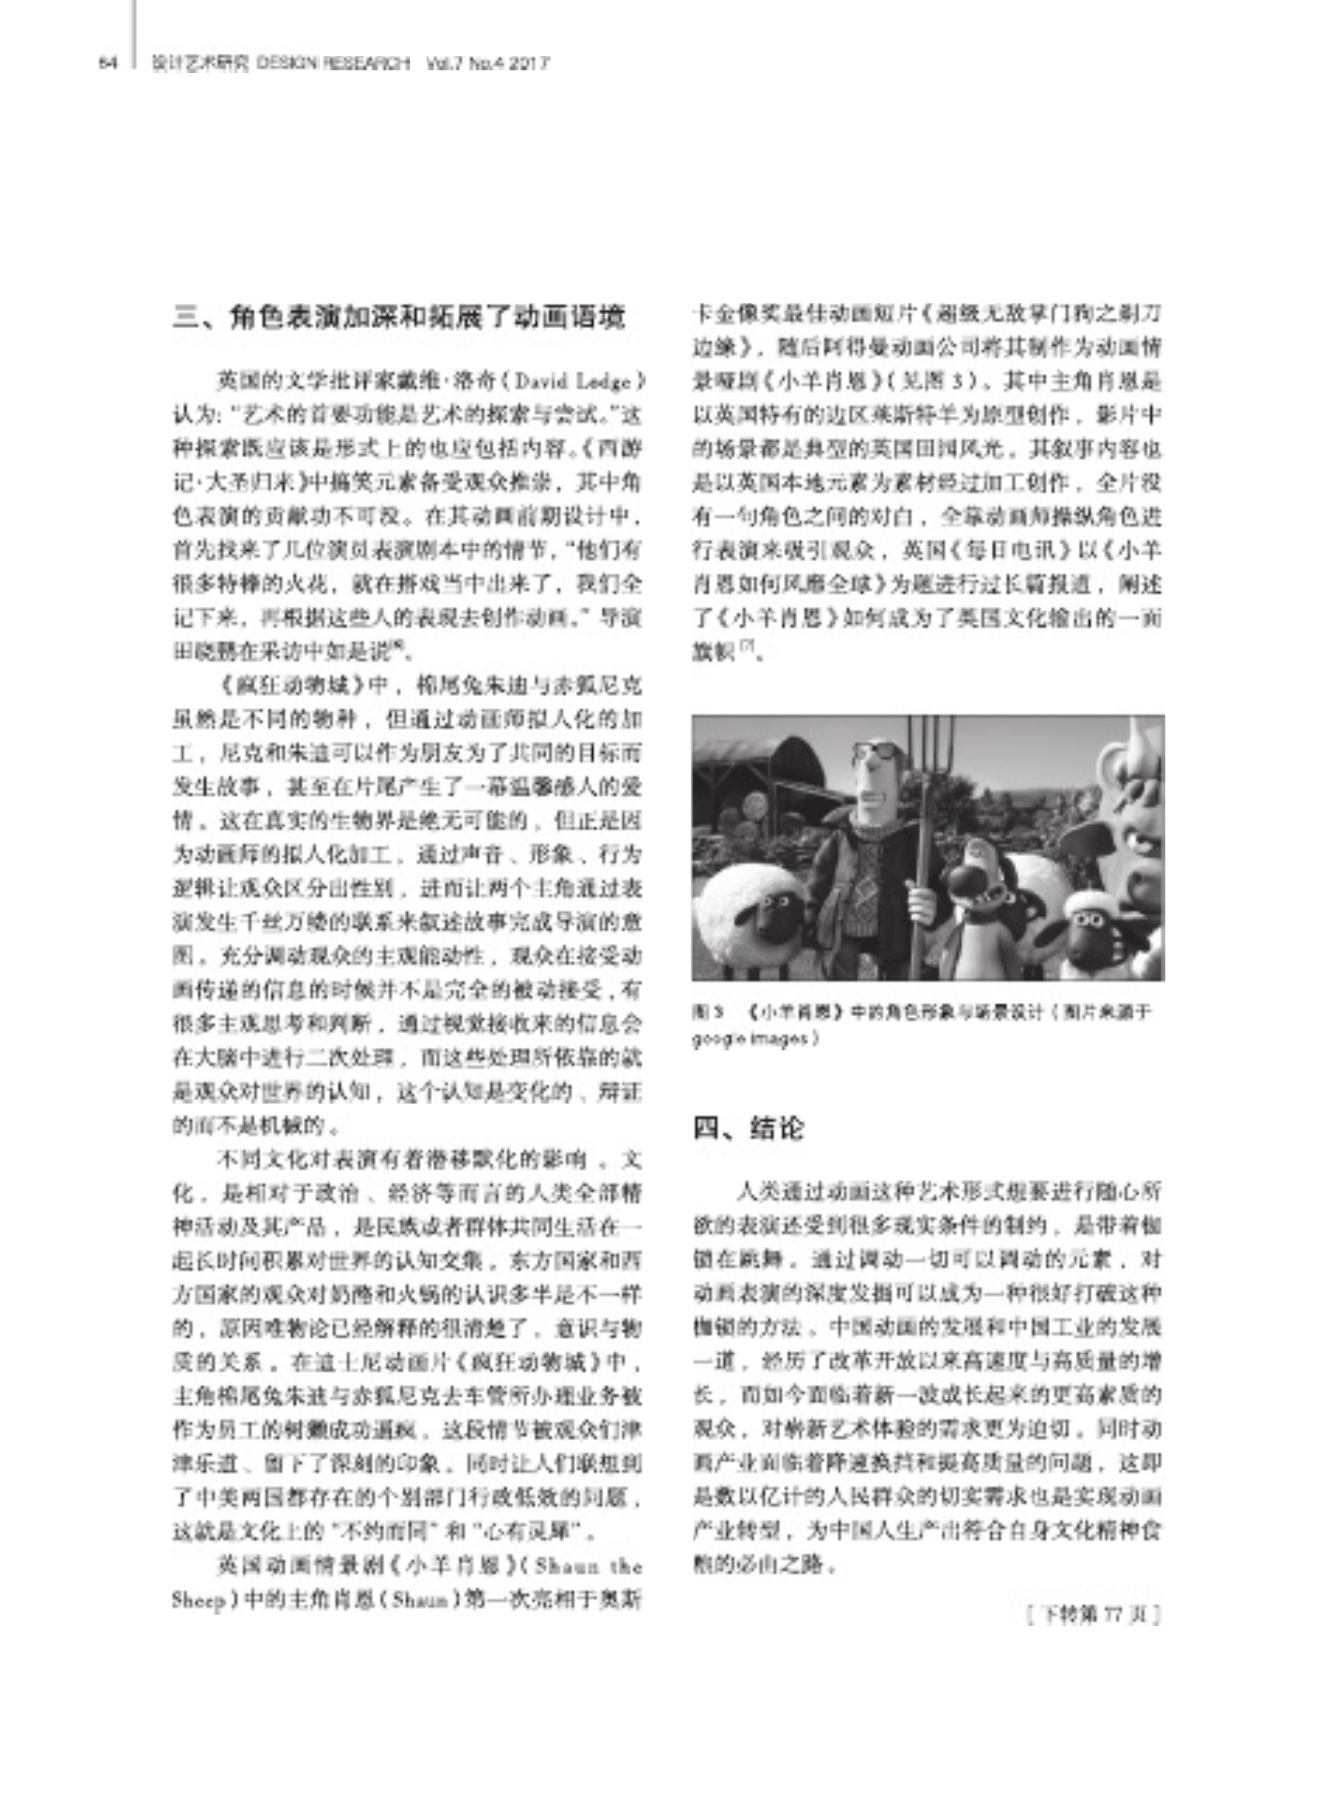 64 设计艺术研究 DESIGN RESEARCH Vol.7 No.4 2017
三、角色表演加深和拓展了动画语境
英国的文学批评家戴维·洛奇(David Lodge)
认为:“艺术的首要功能是艺术的探索与尝试。”这
种探索既应该是形式上的也应包括内容。《西游
记·大圣归来》中搞笑元素备受观众推崇,其中角
色表演的贡献功不可没。在其动画前期设计中,
首先找来了几位演员表演剧本中的情节,“他们有
很多特棒的火花,就在搭戏当中出来了,我们全
记下来,再根据这些人的表现去创作动画。”导演
田晓鹏在采访中如是说[6]。
《疯狂动物城》中,棉尾兔朱迪与赤狐尼克
虽然是不同的物种,但通过动画师拟人化的加
工,尼克和朱迪可以作为朋友为了共同的目标而
发生故事,甚至在片尾产生了一幕温馨感人的爱
情。这在真实的生物界是绝无可能的,但正是因
为动画师的拟人化加工,通过声音、形象、行为
逻辑让观众区分出性别,进而让两个主角通过表
演发生千丝万缕的联系来叙述故事完成导演的意
图。充分调动观众的主观能动性,观众在接受动
画传递的信息的时候并不是完全的被动接受,有
很多主观思考和判断,通过视觉接收来的信息会
在大脑中进行二次处理,而这些处理所依靠的就
是观众对世界的认知,这个认知是变化的、辩证
的而不是机械的。
不同文化对表演有着潜移默化的影响。文
化,是相对于政治、经济等而言的人类全部精
神活动及其产品,是民族或者群体共同生活在一
起长时间积累对世界的认知交集。东方国家和西
方国家的观众对奶酪和火锅的认识多半是不一样
的,原因唯物论已经解释的很清楚了,意识与物
质的关系。在迪士尼动画片《疯狂动物城》中,
主角棉尾兔朱迪与赤狐尼克去车管所办理业务被
作为员工的树懒成功逼疯。这段情节被观众们津
津乐道、留下了深刻的印象。同时让人们联想到
了中美两国都存在的个别部门行政低效的问题,
这就是文化上的“不约而同”和“心有灵犀”。
英国动画情景剧《小羊肖恩》(Shaun the
Sheep)中的主角肖恩(Shaun)第一次亮相于奥斯
卡金像奖最佳动画短片《超级无敌掌门狗之剃刀
边缘》,随后阿得曼动画公司将其制作为动画情
景哑剧《小羊肖恩》(见图3)。其中主角肖恩是
以英国特有的边区莱斯特羊为原型创作,影片中
的场景都是典型的英国田园风光,其叙事内容也
是以英国本地元素为素材经过加工创作,全片没
有一句角色之间的对白,全靠动画师操纵角色进
行表演来吸引观众,英国《每日电讯》以《小羊
肖恩如何风靡全球》为题进行过长篇报道,阐述
了《小羊肖恩》如何成为了英国文化输出的一面
旗帜[7]。
图3 《小羊肖恩》中的角色形象与场景设计(图片来源于
google images)
四、结论
人类通过动画这种艺术形式想要进行随心所
欲的表演还受到很多现实条件的制约,是带着枷
锁在跳舞。通过调动一切可以调动的元素,对
动画表演的深度发掘可以成为一种很好打破这种
枷锁的方法。中国动画的发展和中国工业的发展
一道,经历了改革开放以来高速度与高质量的增
长,而如今面临着新一波成长起来的更高素质的
观众,对崭新艺术体验的需求更为迫切。同时动
画产业面临着降速换挡和提高质量的问题,这即
是数以亿计的人民群众的切实需求也是实现动画
产业转型,为中国人生产出符合自身文化精神食
粮的必由之路。
[下转第 77 页]